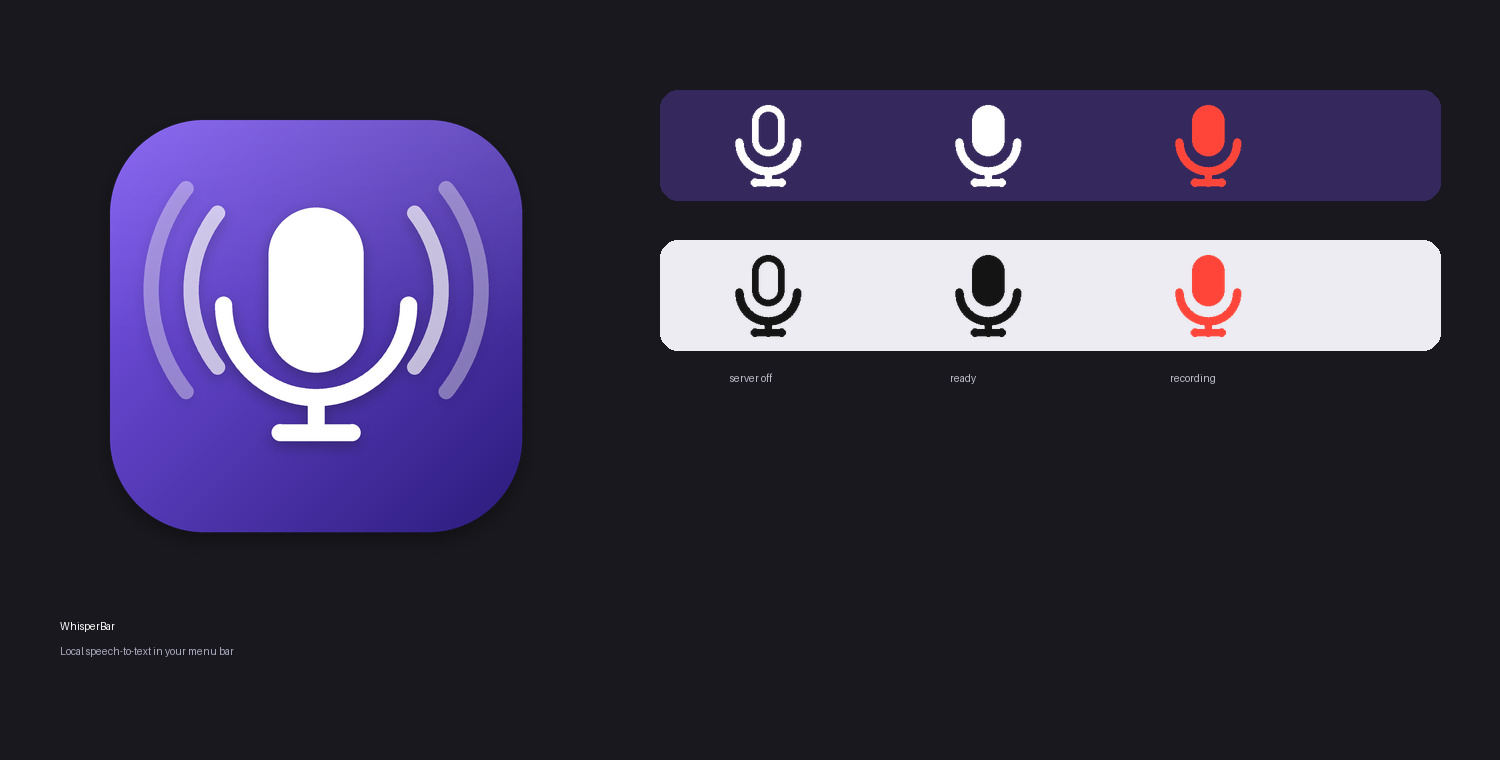 server off
ready
recording
WhisperBar
Local speech-to-text in your menu bar